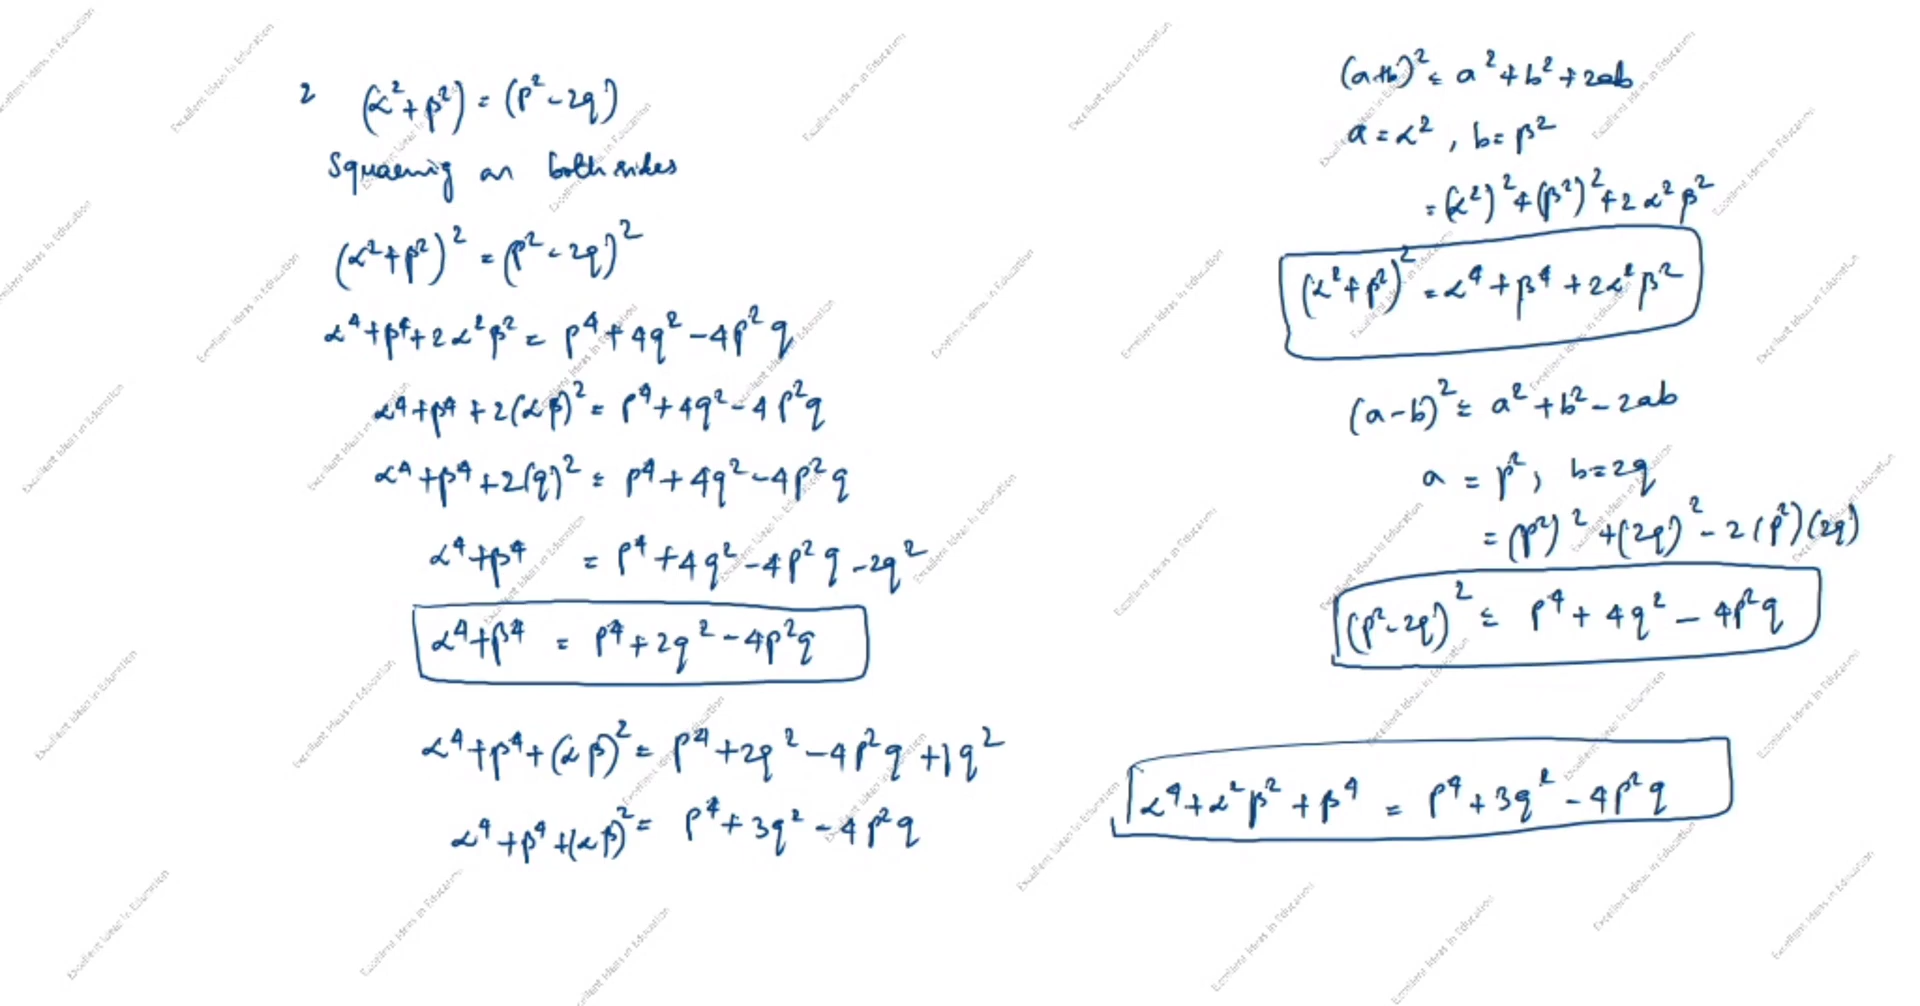 2 (α²+β²) = (p²-2q)
Squaring on both sides
(α²+β²)² = (p²-2q)²
α⁴+β⁴+2α²β² = p⁴+4q²-4p²q
α⁴+β⁴+2(αβ)² = p⁴+4q²-4p²q
α⁴+β⁴+2(q)² = p⁴+4q²-4p²q
α⁴+β⁴ = p⁴+4q²-4p²q-2q²
α⁴+β⁴ = p⁴+2q²-4p²q
α⁴+β⁴+(αβ)² = p⁴+2q²-4p²q+1q²
α⁴+β⁴+(αβ)² = p⁴+3q²-4p²q
(a+b)² = a²+b²+2ab
a=α², b=β²
=(α²)²+(β²)²+2α²β²
(α²+β²)² = α⁴+β⁴+2α²β²
(a-b)² = a²+b²-2ab
a = p², b=2q
= (p²)²+(2q)²-2(p²)(2q)
(p²-2q)² = p⁴+4q²-4p²q
α⁴+α²β²+β⁴ = p⁴+3q²-4p²q
Excellent Ideas in Education